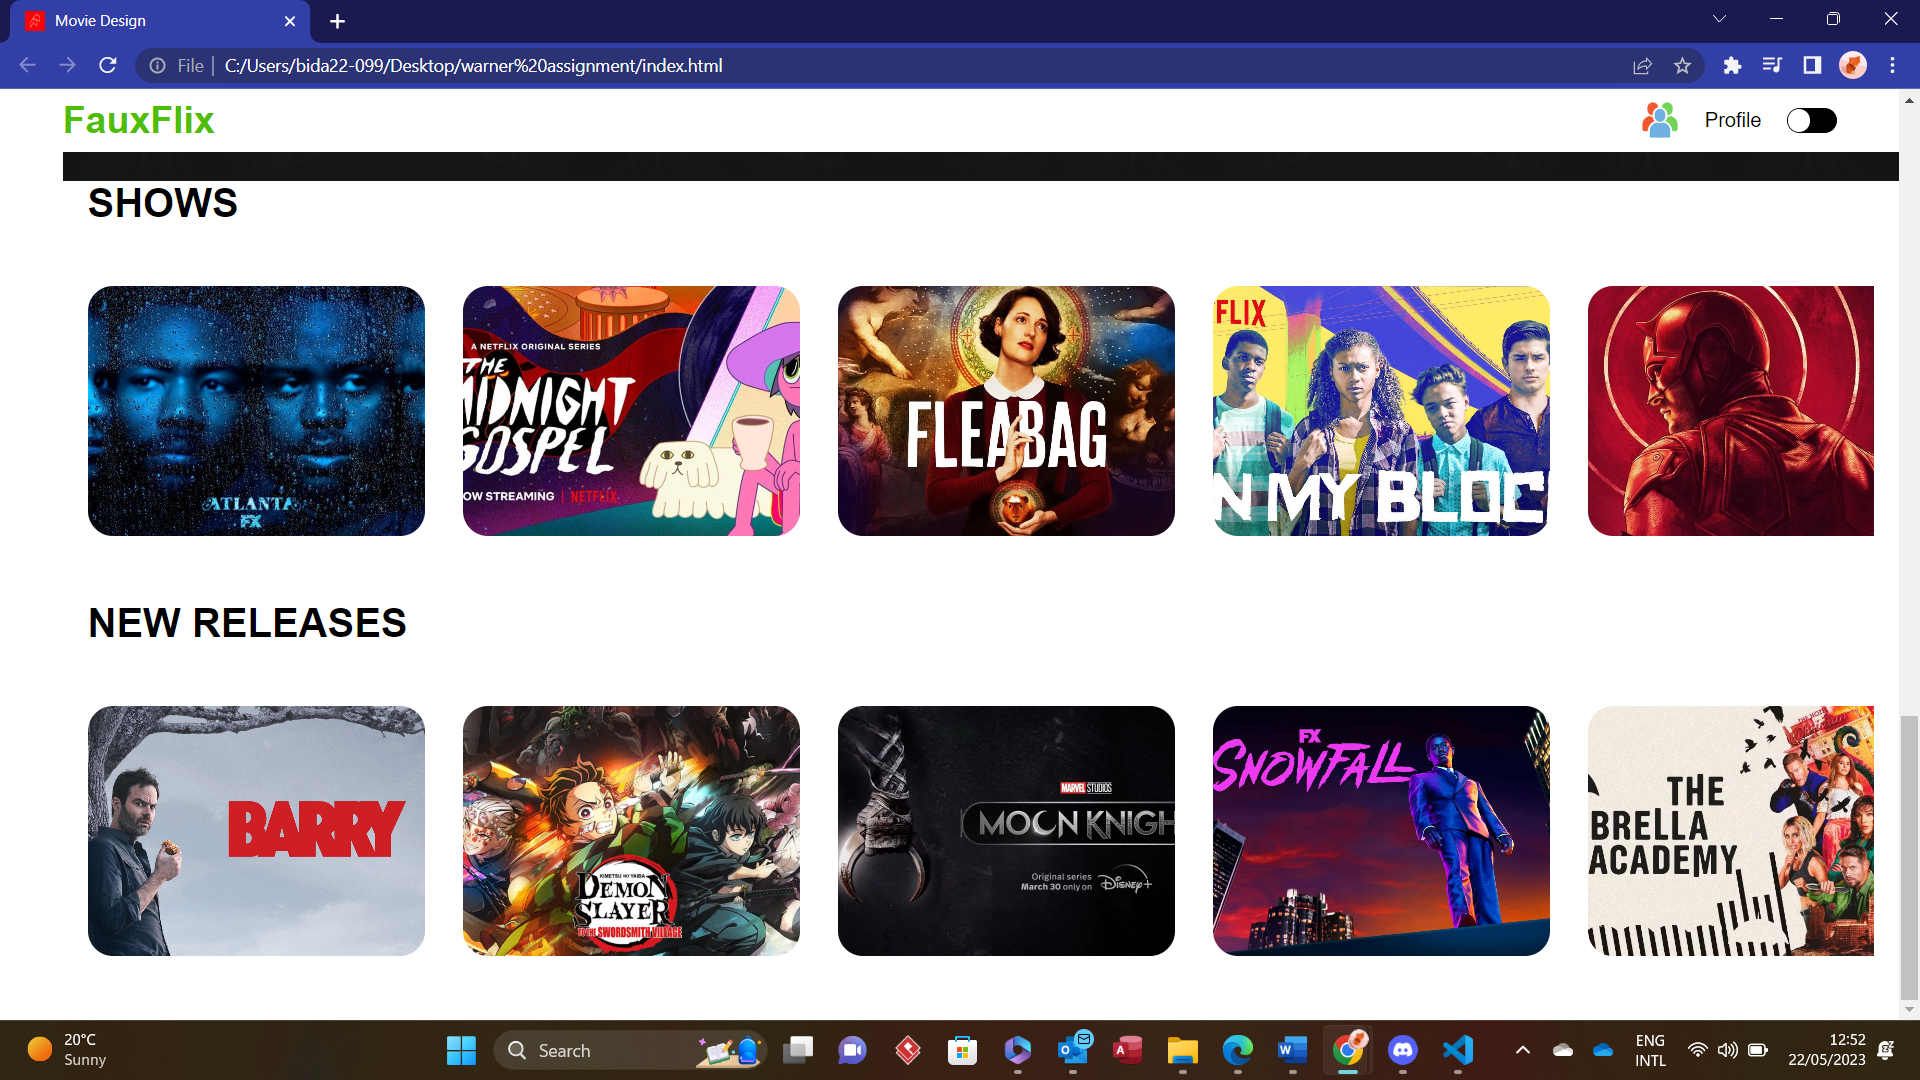 Movie Design
File
C:/Users/bida22-099/Desktop/warner%20assignment/index.html
FauxFlix
Profile
SHOWS
ATLANTA
FX
A NETFLIX ORIGINAL SERIES
THE
MIDNIGHT
GOSPEL
OW STREAMING | NETFLIX
FLEABAG
FLIX
N MY BLOC
NEW RELEASES
BARRY
KIMETSU NO YAIBA
DEMON
SLAYER
TO THE SWORDSMITH VILLAGE
MARVEL STUDIOS
MOON KNIGH
Original series
March 30 only on Disney+
FX
SNOWFALL
THE
BRELLA
ACADEMY
20°C
Sunny
Search
ENG
INTL
12:52
22/05/2023